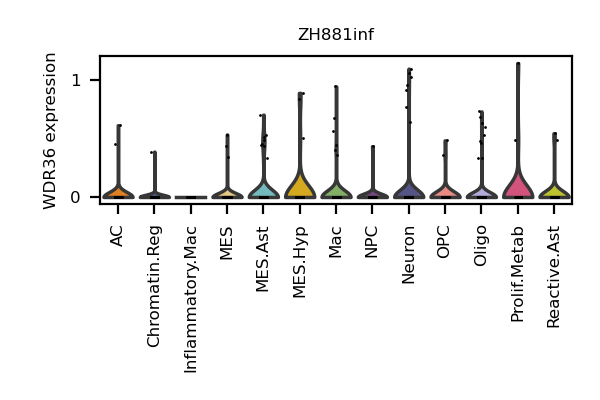 ZH881inf
WDR36 expression
1
0
AC
Chromatin.Reg
Inflammatory.Mac
MES
MES.Ast
MES.Hyp
Mac
NPC
Neuron
OPC
Oligo
Prolif.Metab
Reactive.Ast